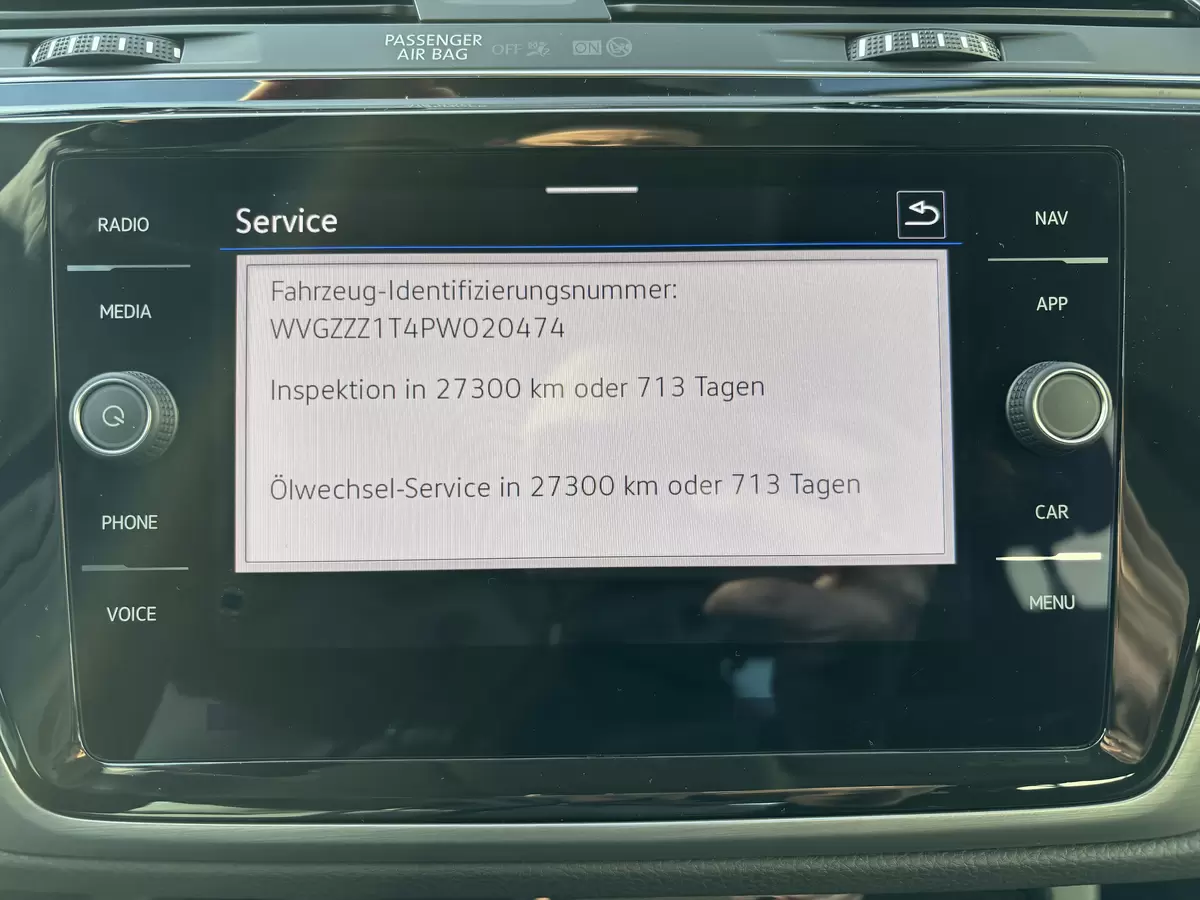 PASSENGER
AIR BAG
OFF
ON
RADIO
MEDIA
PHONE
VOICE
Service
Fahrzeug-Identifizierungsnummer:
WVGZZZ1T4PW020474
Inspektion in 27300 km oder 713 Tagen
Ölwechsel-Service in 27300 km oder 713 Tagen
NAV
APP
CAR
MENU